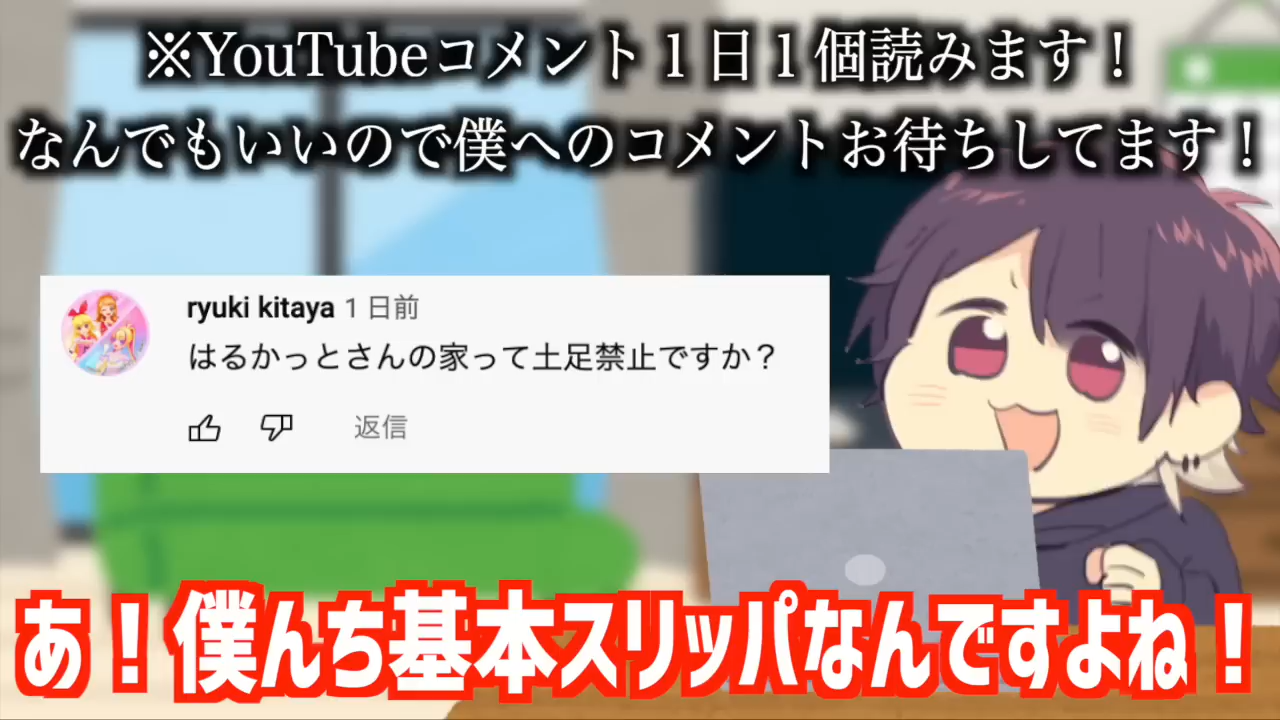 ※YouTubeコメント１日１個読みます！
なんでもいいので僕へのコメントお待ちしてます！
ryuki kitaya 1 日前
はるかっとさんの家って土足禁止ですか？
返信
あ！僕んち基本スリッパなんですよね！